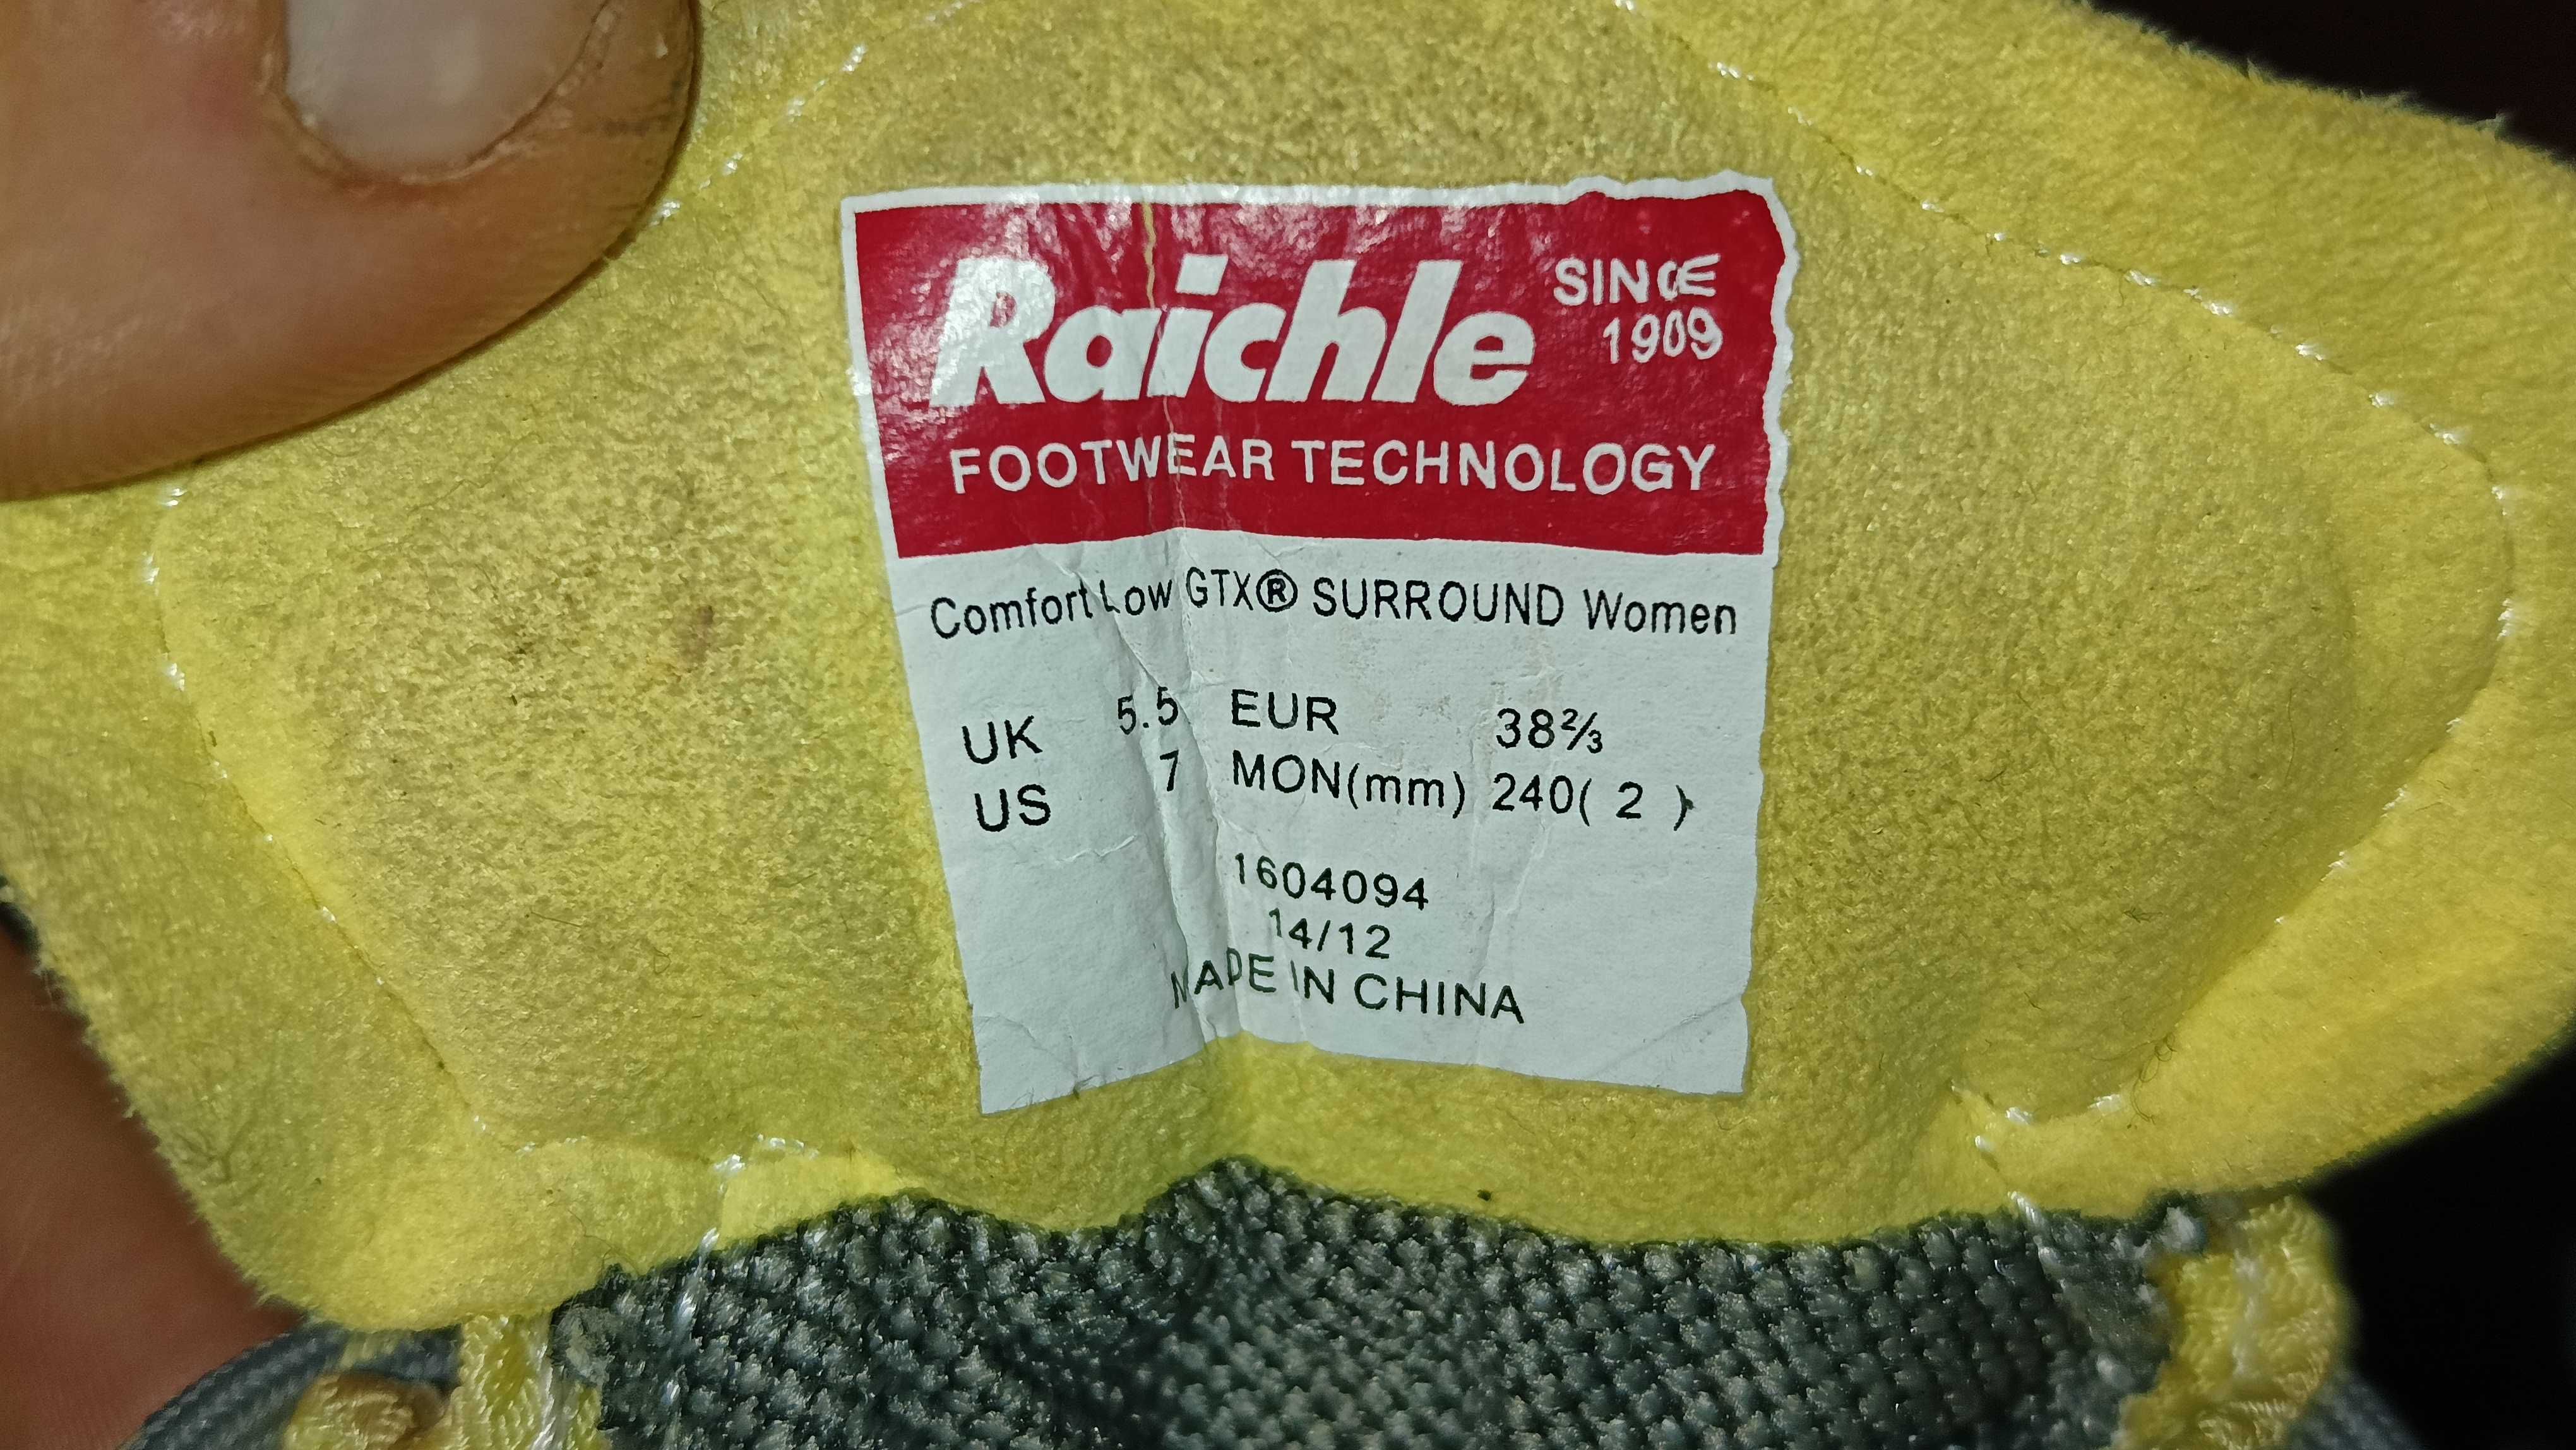 Raichle SINCE 1909
FOOTWEAR TECHNOLOGY
Comfort Low GTX® SURROUND Women
UK 5.5 EUR 38⅔
US 7 MON(mm) 240( 2 )
1604094
14/12
MADE IN CHINA